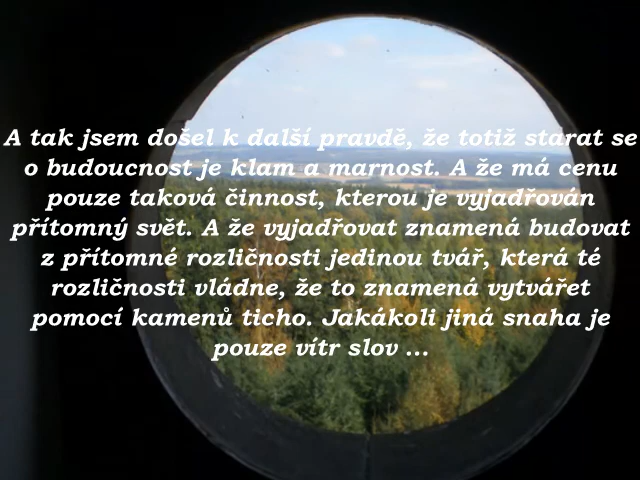 A tak jsem došel k další pravdě, že totiž starat se
o budoucnost je klam a marnost. A že má cenu
pouze taková činnost, kterou je vyjadřován
přítomný svět. A že vyjadřovat znamená budovat
z přítomné rozličnosti jedinou tvář, která té
rozličnosti vládne, že to znamená vytvářet
pomocí kamenů ticho. Jakákoli jiná snaha je
pouze vítr slov ...